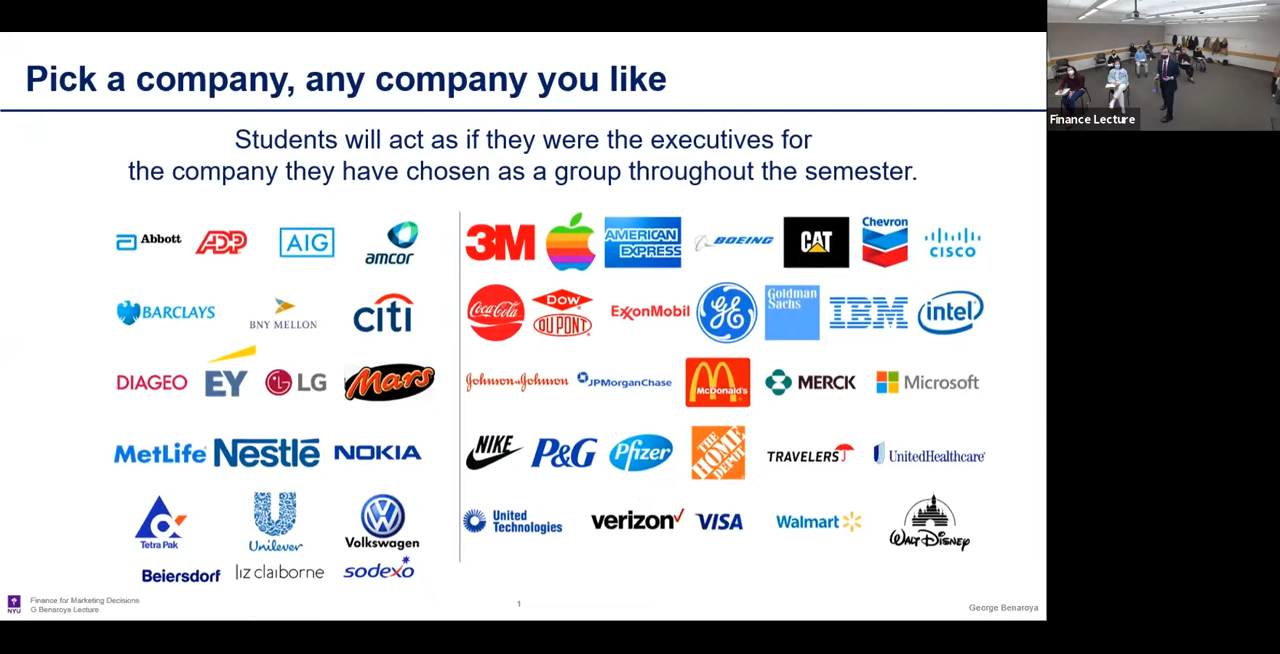 Pick a company, any company you like
Finance Lecture
Students will act as if they were the executives for
the company they have chosen as a group throughout the semester.
Abbott
ADP
AIG
amcor
3M
AMERICAN
EXPRESS
BOEING
CAT
Chevron
CISCO
BARCLAYS
BNY MELLON
citi
Coca-Cola
DOW
DUPONT
ExxonMobil
GE
Goldman
Sachs
IBM
intel
DIAGEO
EY
LG
Mars
Johnson&Johnson
JPMorganChase
McDonald's
MERCK
Microsoft
MetLife
Nestlé
NOKIA
NIKE
P&G
Pfizer
THE
HOME
DEPOT
TRAVELERS
UnitedHealthcare
Tetra Pak
Unilever
Volkswagen
United
Technologies
verizon
VISA
Walmart
WALT DISNEY
Beiersdorf
liz claiborne
sodexo
NYU
Finance for Marketing Decisions
G Benaroya Lecture
1
George Benaroya